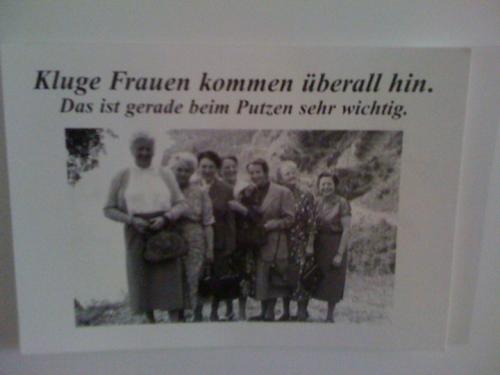 Kluge Frauen kommen überall hin.
Das ist gerade beim Putzen sehr wichtig.